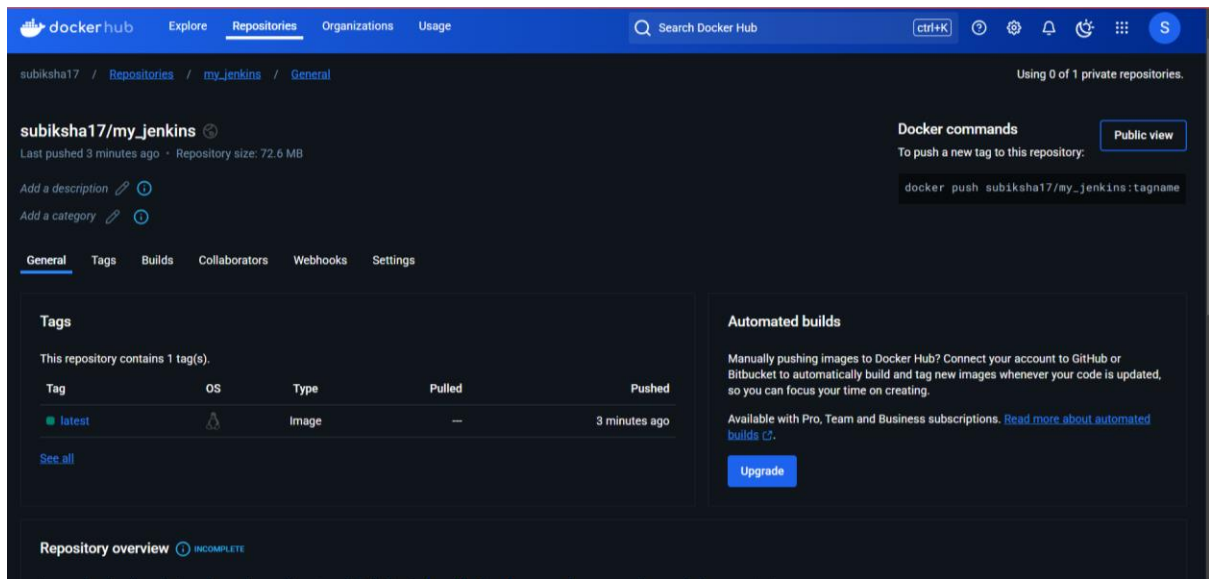 dockerhub Explore Repositories Organizations Usage Search Docker Hub ctrl+K S
subiksha17 / Repositories / my_jenkins / General Using 0 of 1 private repositories.
subiksha17/my_jenkins
Last pushed 3 minutes ago · Repository size: 72.6 MB
Add a description
Add a category
Docker commands
Public view
To push a new tag to this repository:
docker push subiksha17/my_jenkins:tagname
General Tags Builds Collaborators Webhooks Settings
Tags
This repository contains 1 tag(s).
Tag OS Type Pulled Pushed
latest Image — 3 minutes ago
See all
Automated builds
Manually pushing images to Docker Hub? Connect your account to GitHub or
Bitbucket to automatically build and tag new images whenever your code is updated,
so you can focus your time on creating.
Available with Pro, Team and Business subscriptions. Read more about automated
builds.
Upgrade
Repository overview INCOMPLETE